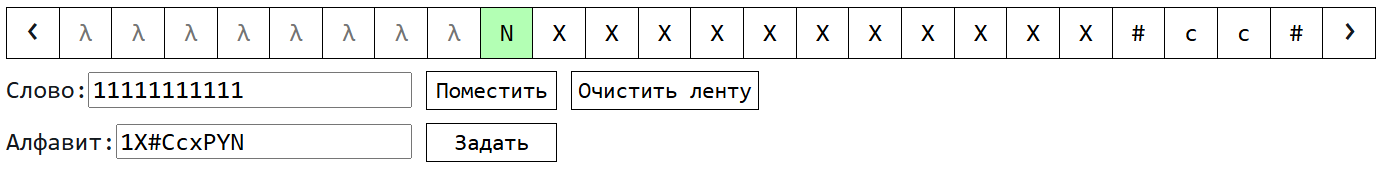 < λ λ λ λ λ λ λ λ N X X X X X X X X X X X # c c # >
Слово: 11111111111 Поместить Очистить ленту
Алфавит: 1X#CcxPYN Задать